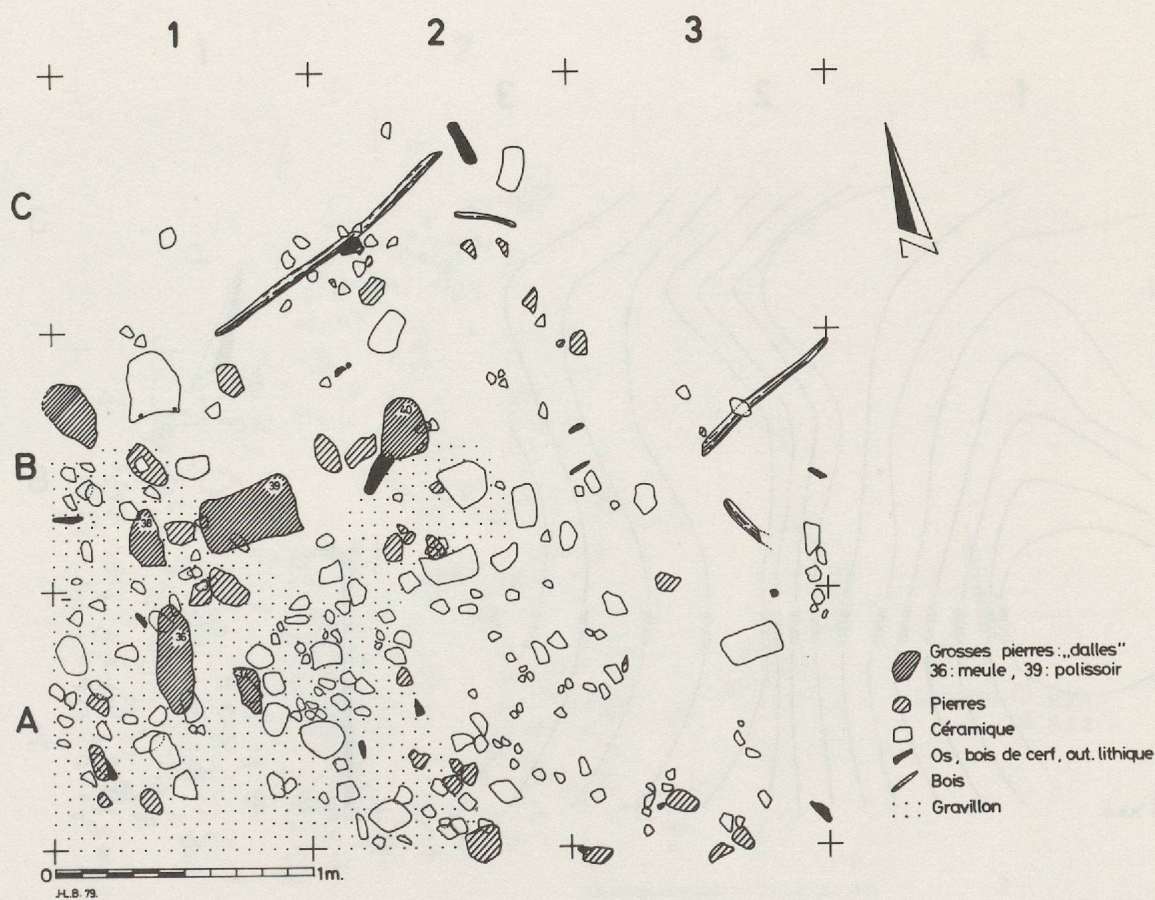 1 2 3
C
B
A
40
39
38
36
Grosses pierres : „dalles"
36 : meule , 39 : polissoir
Pierres
Céramique
Os , bois de cerf , out. lithique
Bois
Gravillon
0 1m.
J-L.B. 79.